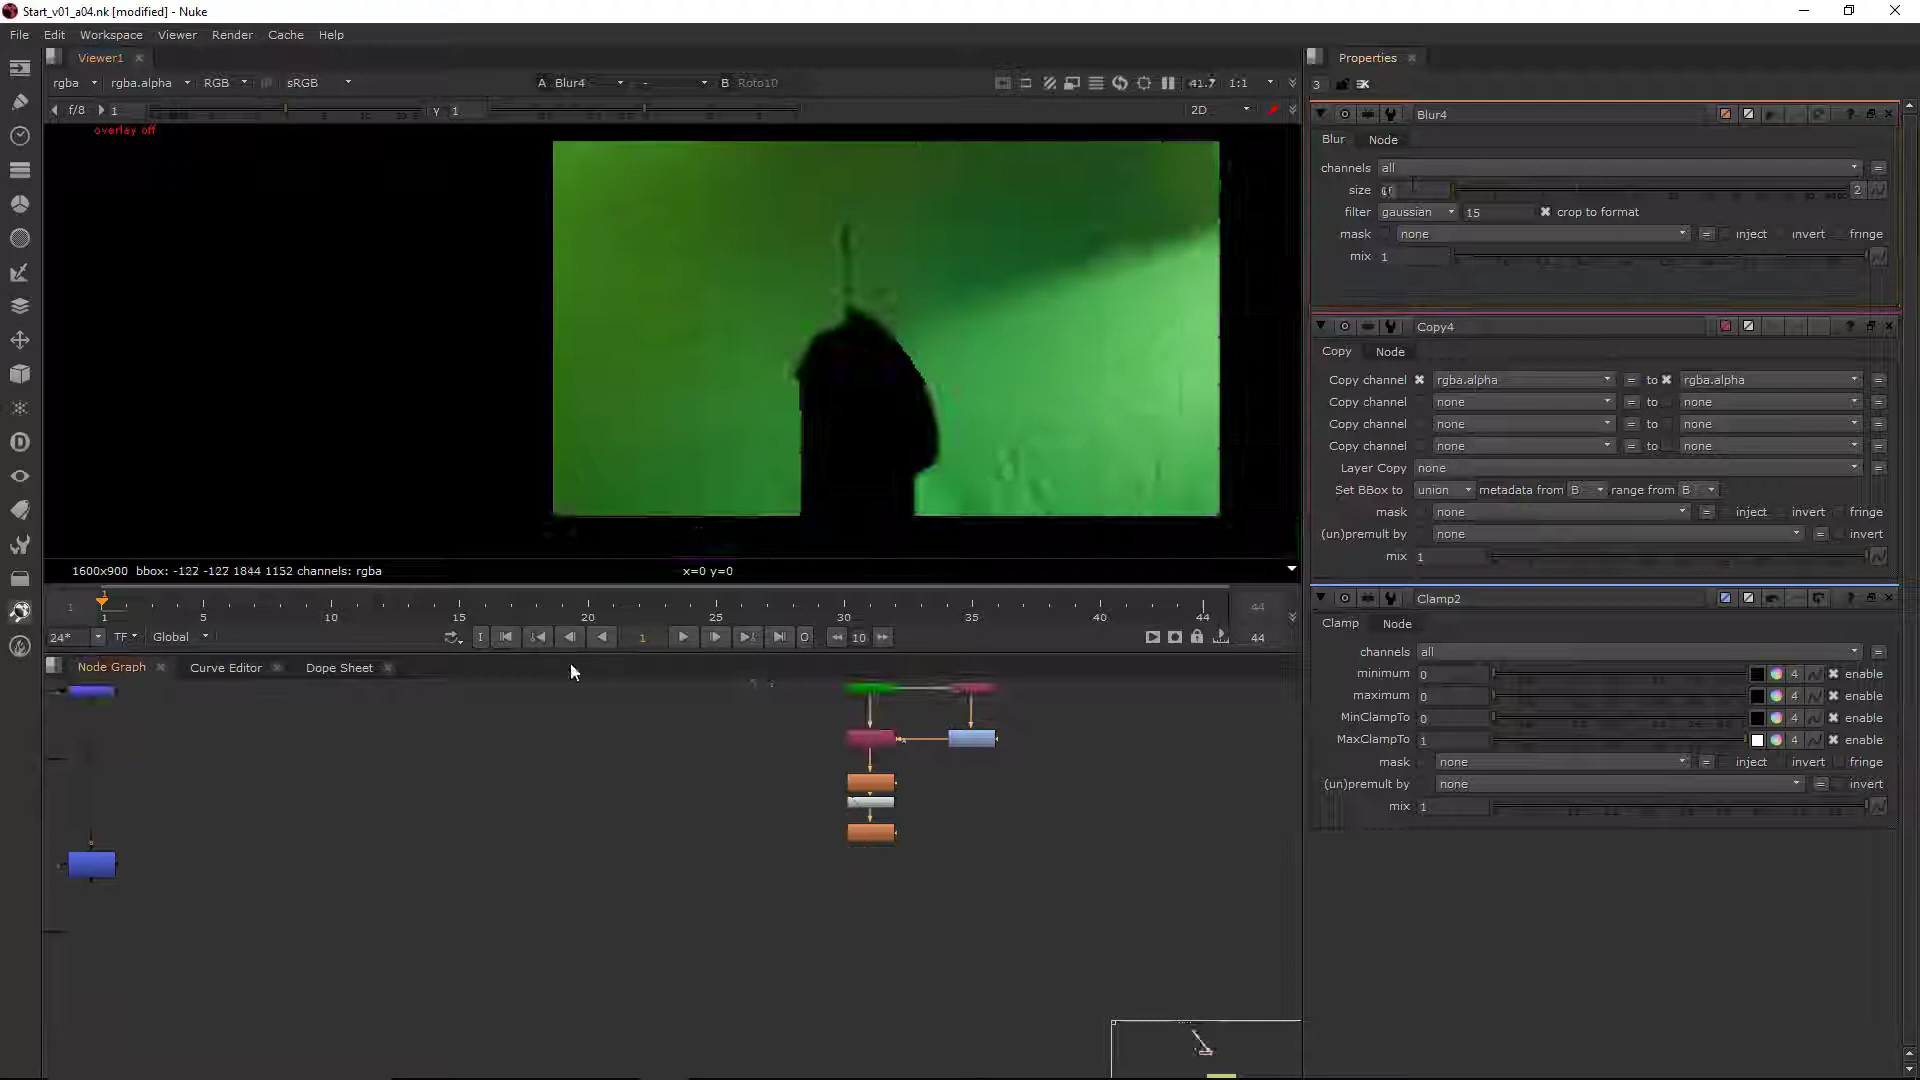 Start_v01_a04.nk [modified] - Nuke
File Edit Workspace Viewer Render Cache Help
Viewer1
rgba rgba.alpha RGB sRGB A Blur4 - B Roto10 41.7 1:1
f/8 1 Y 1 2D
overlay off
1600x900 bbox: -122 -122 1844 1152 channels: rgba x=0 y=0
1
1 1 5 10 15 20 25 30 35 40 44 44
24* TF Global I 1 O 10 44
Node Graph Curve Editor Dope Sheet
Properties
3
Blur4
Blur Node
channels all =
size 2
filter gaussian 15 crop to format
mask none = inject invert fringe
mix 1
Copy4
Copy Node
Copy channel rgba.alpha = to rgba.alpha =
Copy channel none = to none =
Copy channel none = to none =
Copy channel none = to none =
Layer Copy none =
Set BBox to union metadata from B range from B
mask none = inject invert fringe
(un)premult by none = invert
mix 1
Clamp2
Clamp Node
channels all =
minimum 0 4 enable
maximum 0 4 enable
MinClampTo 0 4 enable
MaxClampTo 1 4 enable
mask none = inject invert fringe
(un)premult by none = invert
mix 1